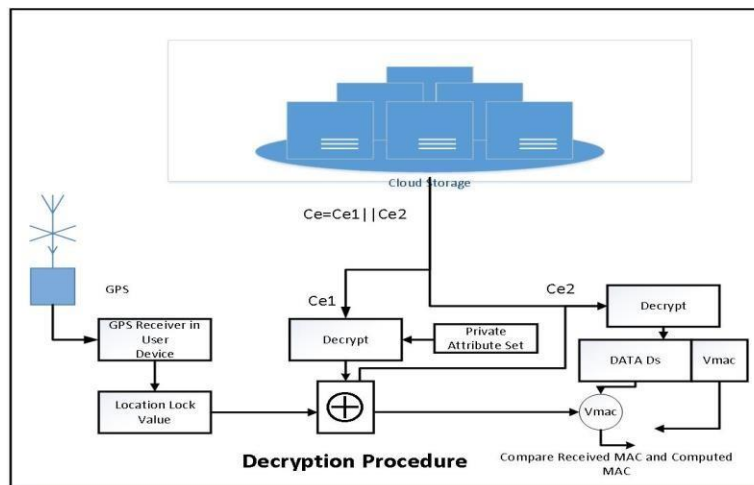 Cloud Storage
Ce=Ce1||Ce2
GPS
Ce1
Ce2
GPS Receiver in
User
Device
Decrypt
Private
Attribute Set
Decrypt
DATA Ds
Vmac
Location Lock
Value
Vmac
Decryption Procedure
Compare Received MAC and Computed
MAC